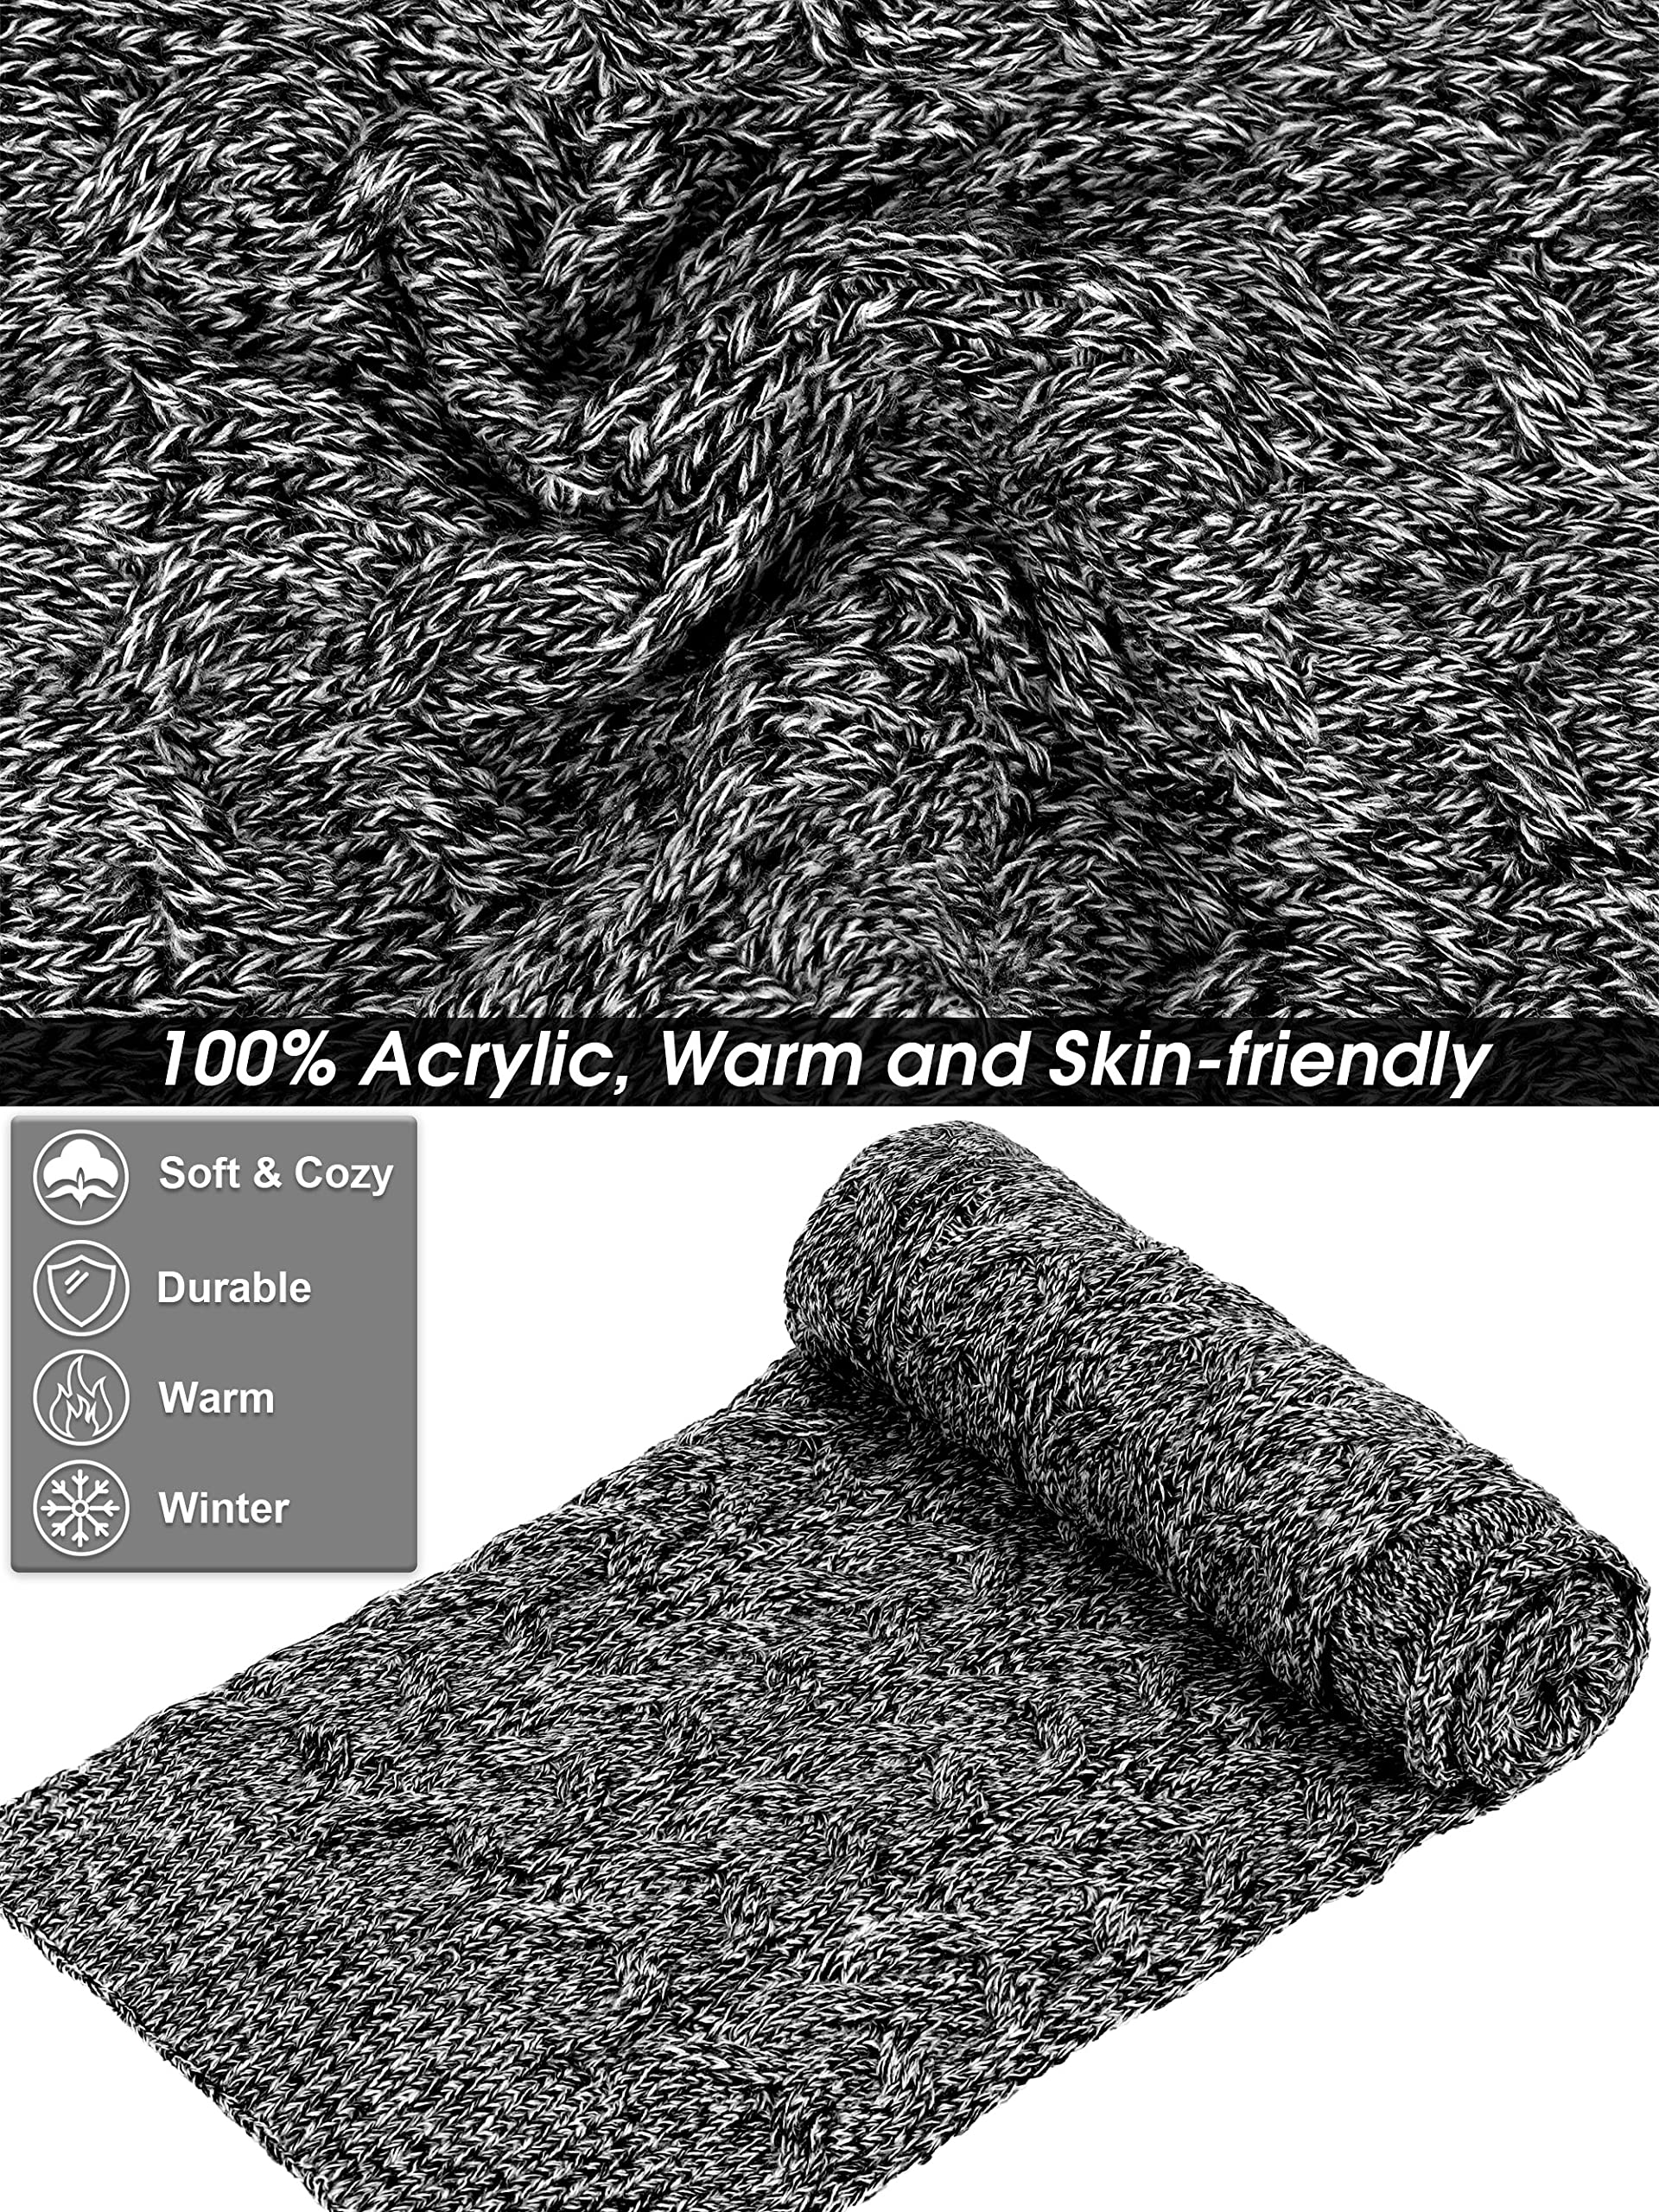 100% Acrylic, Warm and Skin-friendly
Soft & Cozy
Durable
Warm
Winter